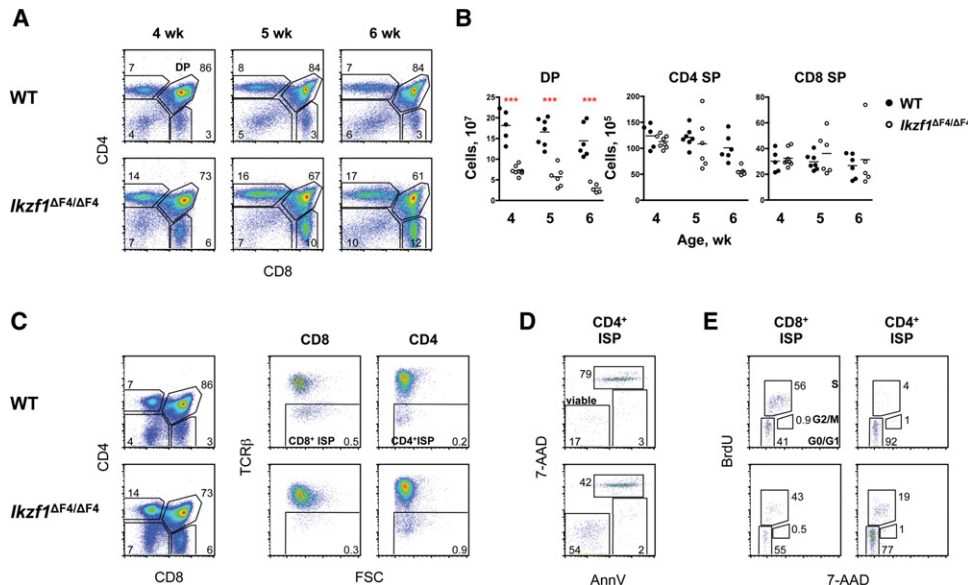 A
4 wk 5 wk 6 wk
WT
7 DP 86 8 84 7 84
4 3 7 3 6 3
CD4
lkzf1ΔF4/ΔF4
14 73 16 67 17 61
7 6 7 10 10 12
CD8
B
DP CD4 SP CD8 SP
WT
lkzf1ΔF4/ΔF4
*** *** ***
Cells, 10⁷
25
20
15
10
5
0
Cells, 10⁵
200
150
100
50
0
80
60
40
20
0
4 5 6 4 5 6 4 5 6
Age, wk
C
CD8 CD4
WT
7 86
4 3
CD8⁺ ISP 0.5 CD4⁺ISP 0.2
CD4
TCRβ
lkzf1ΔF4/ΔF4
14 73
7 6
0.3 0.9
CD8 FSC
D
CD4⁺
ISP
79
viable
17 3
7-AAD
42
54 2
AnnV
E
CD8⁺
ISP
CD4⁺
ISP
56 S 4
0.9 G2/M 1
41 G0/G1 92
BrdU
43 19
0.5 1
55 77
7-AAD